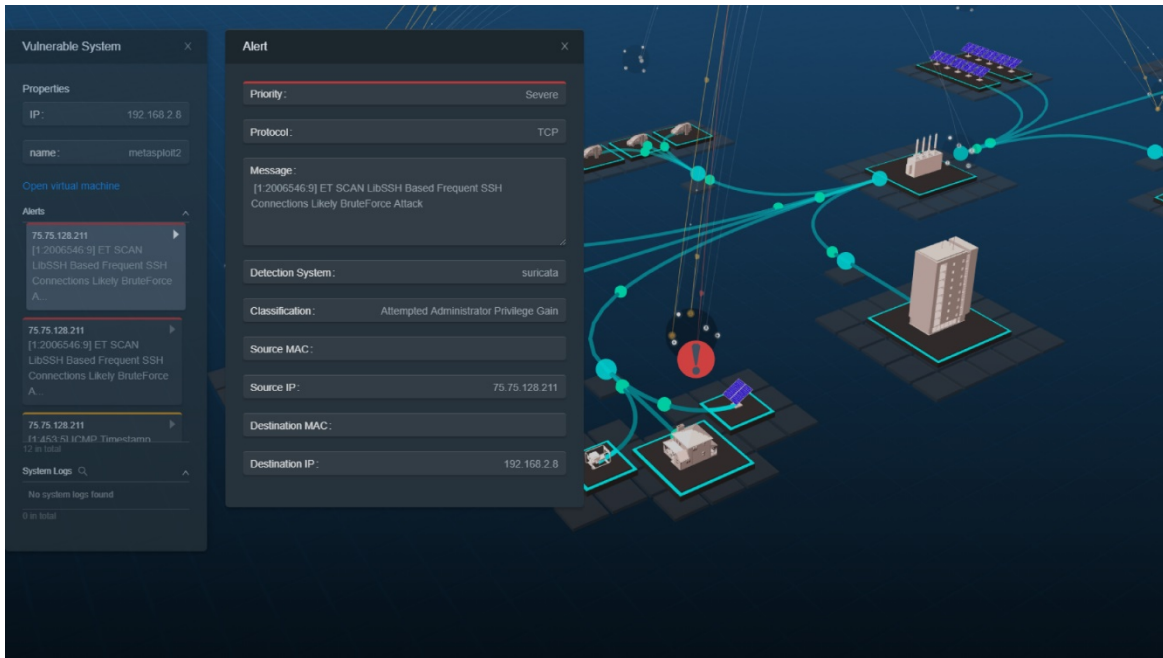 Vulnerable System X
Properties
IP: 192.168.2.8
name: metasploit2
Open virtual machine
Alerts
75.75.128.211
[1:2006546:9] ET SCAN
LibSSH Based Frequent SSH
Connections Likely BruteForce
A...
75.75.128.211
[1:2006546:9] ET SCAN
LibSSH Based Frequent SSH
Connections Likely BruteForce
A...
75.75.128.211
[1:453:5] ICMP Timestamp
12 in total
System Logs
No system logs found
0 in total
Alert X
Priority: Severe
Protocol: TCP
Message:
[1:2006546:9] ET SCAN LibSSH Based Frequent SSH
Connections Likely BruteForce Attack
Detection System: suricata
Classification: Attempted Administrator Privilege Gain
Source MAC:
Source IP: 75.75.128.211
Destination MAC:
Destination IP: 192.168.2.8